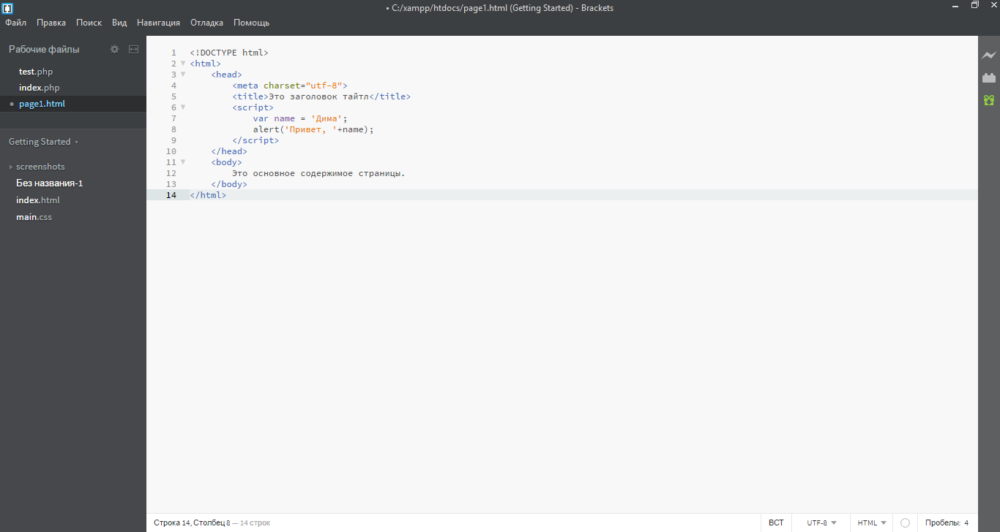 • C:/xampp/htdocs/page1.html (Getting Started) - Brackets
Файл Правка Поиск Вид Навигация Отладка Помощь
Рабочие файлы
test.php
index.php
page1.html
Getting Started
screenshots
Без названия-1
index.html
main.css
1 <!DOCTYPE html>
2 <html>
3 <head>
4 <meta charset="utf-8">
5 <title>Это заголовок тайтл</title>
6 <script>
7 var name = 'Дима';
8 alert('Привет, '+name);
9 </script>
10 </head>
11 <body>
12 Это основное содержимое страницы.
13 </body>
14 </html>
Строка 14, Столбец 8 — 14 строк
ВСТ UTF-8 HTML Пробелы: 4